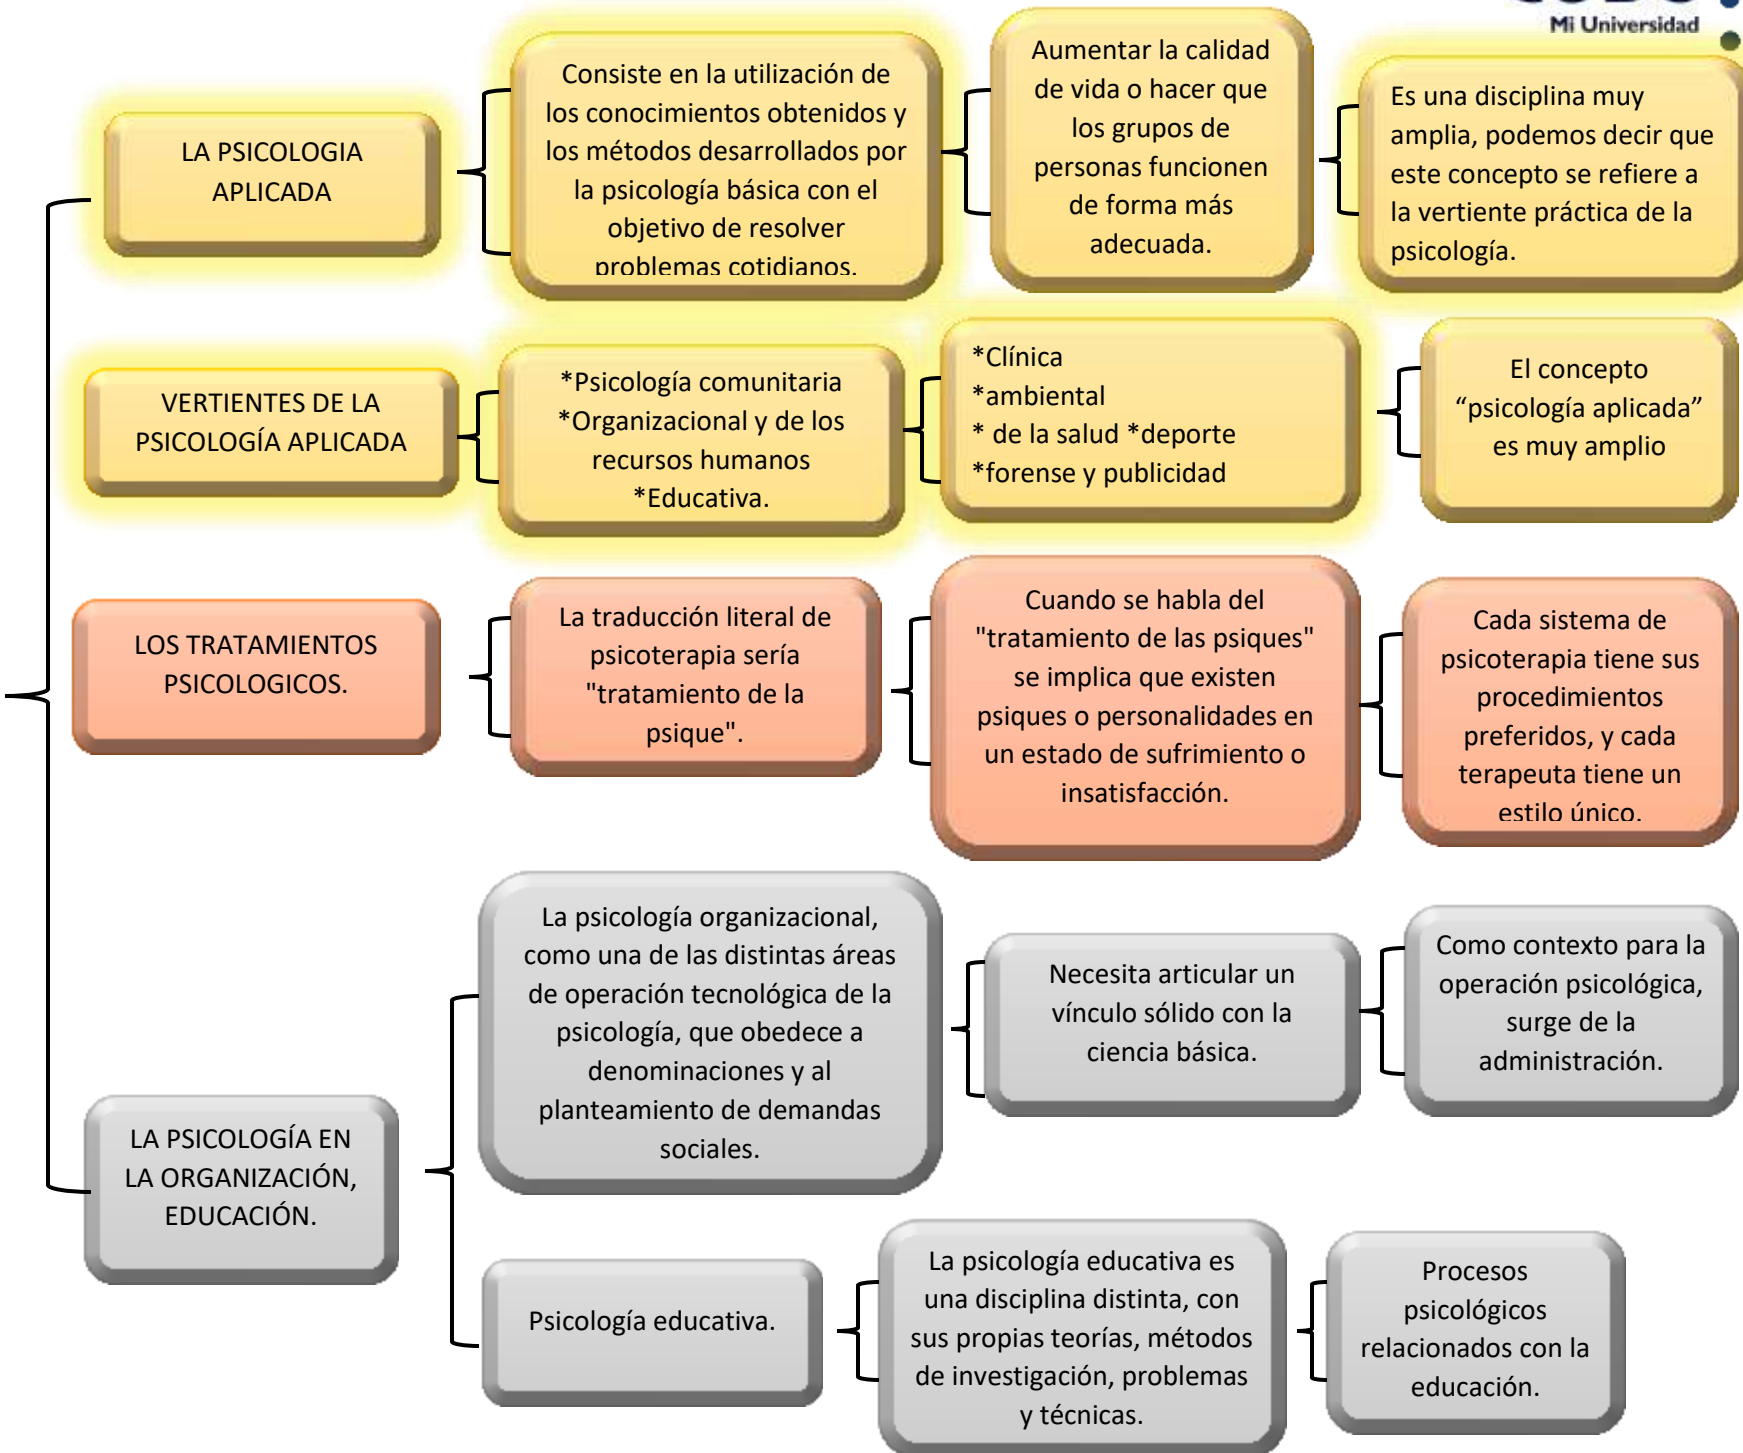 Mi Universidad
LA PSICOLOGIA
APLICADA
Consiste en la utilización de
los conocimientos obtenidos y
los métodos desarrollados por
la psicología básica con el
objetivo de resolver
problemas cotidianos.
Aumentar la calidad
de vida o hacer que
los grupos de
personas funcionen
de forma más
adecuada.
Es una disciplina muy
amplia, podemos decir que
este concepto se refiere a
la vertiente práctica de la
psicología.
VERTIENTES DE LA
PSICOLOGÍA APLICADA
*Psicología comunitaria
*Organizacional y de los
recursos humanos
*Educativa.
*Clínica
*ambiental
* de la salud *deporte
*forense y publicidad
El concepto
“psicología aplicada”
es muy amplio
LOS TRATAMIENTOS
PSICOLOGICOS.
La traducción literal de
psicoterapia sería
"tratamiento de la
psique".
Cuando se habla del
"tratamiento de las psiques"
se implica que existen
psiques o personalidades en
un estado de sufrimiento o
insatisfacción.
Cada sistema de
psicoterapia tiene sus
procedimientos
preferidos, y cada
terapeuta tiene un
estilo único.
LA PSICOLOGÍA EN
LA ORGANIZACIÓN,
EDUCACIÓN.
La psicología organizacional,
como una de las distintas áreas
de operación tecnológica de la
psicología, que obedece a
denominaciones y al
planteamiento de demandas
sociales.
Necesita articular un
vínculo sólido con la
ciencia básica.
Como contexto para la
operación psicológica,
surge de la
administración.
Psicología educativa.
La psicología educativa es
una disciplina distinta, con
sus propias teorías, métodos
de investigación, problemas
y técnicas.
Procesos
psicológicos
relacionados con la
educación.